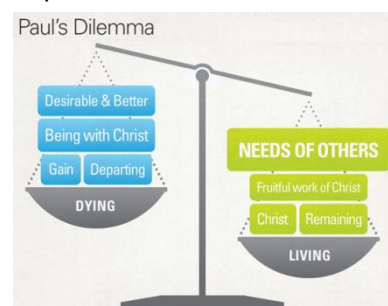 Paul's Dilemma
Desirable & Better
Being with Christ
Gain Departing
DYING
NEEDS OF OTHERS
Fruitful work of Christ
Christ Remaining
LIVING